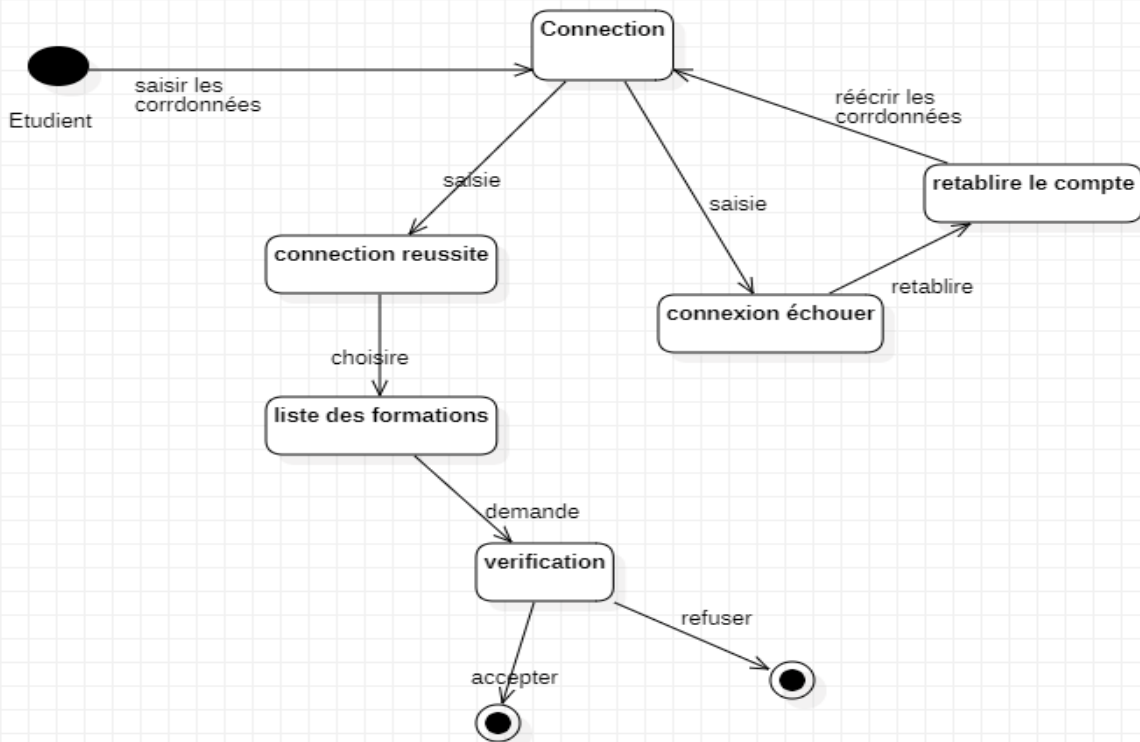 Connection
saisir les
corrdonnées
Etudient
réécrir les
corrdonnées
retablire le compte
saisie
saisie
connection reussite
retablire
connexion échouer
choisire
liste des formations
demande
verification
refuser
accepter